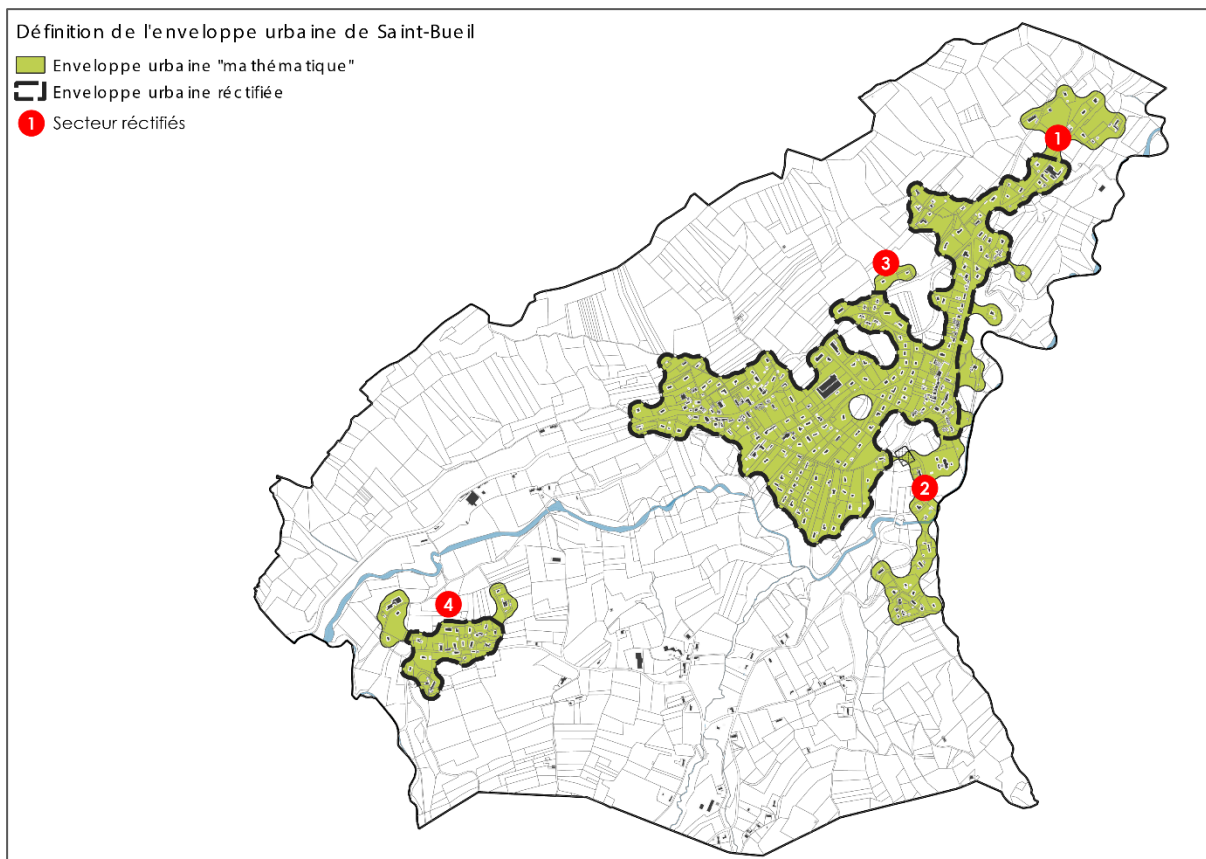 Définition de l'enveloppe urbaine de Saint-Bueil
Enveloppe urbaine "mathématique"
Enveloppe urbaine réctifiée
1 Secteur réctifiés
1
3
2
4